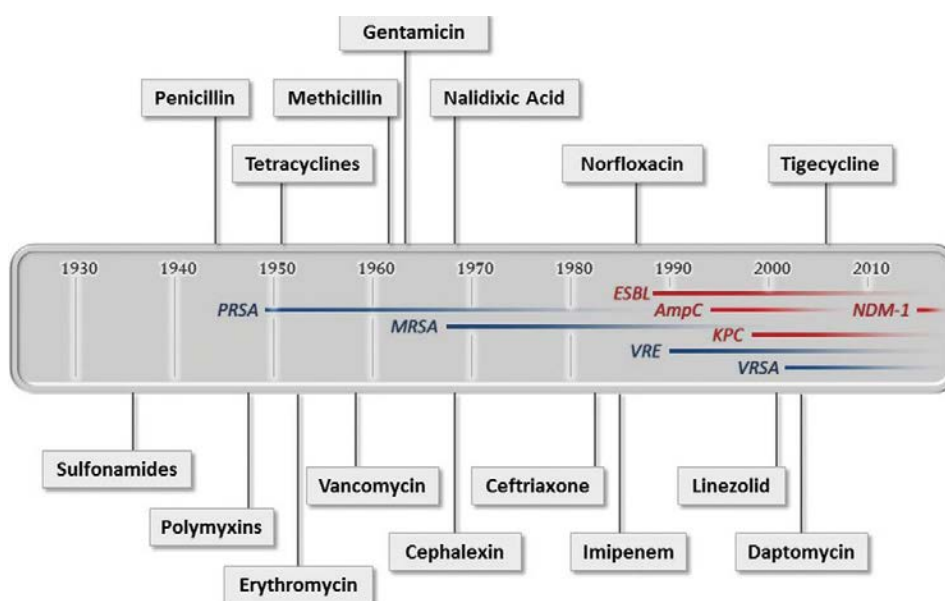 Gentamicin
Penicillin
Methicillin
Nalidixic Acid
Tetracyclines
Norfloxacin
Tigecycline
1930 1940 1950 1960 1970 1980 1990 2000 2010
ESBL
PRSA
AmpC
NDM-1
MRSA
KPC
VRE
VRSA
Sulfonamides
Vancomycin
Ceftriaxone
Linezolid
Polymyxins
Cephalexin
Imipenem
Daptomycin
Erythromycin